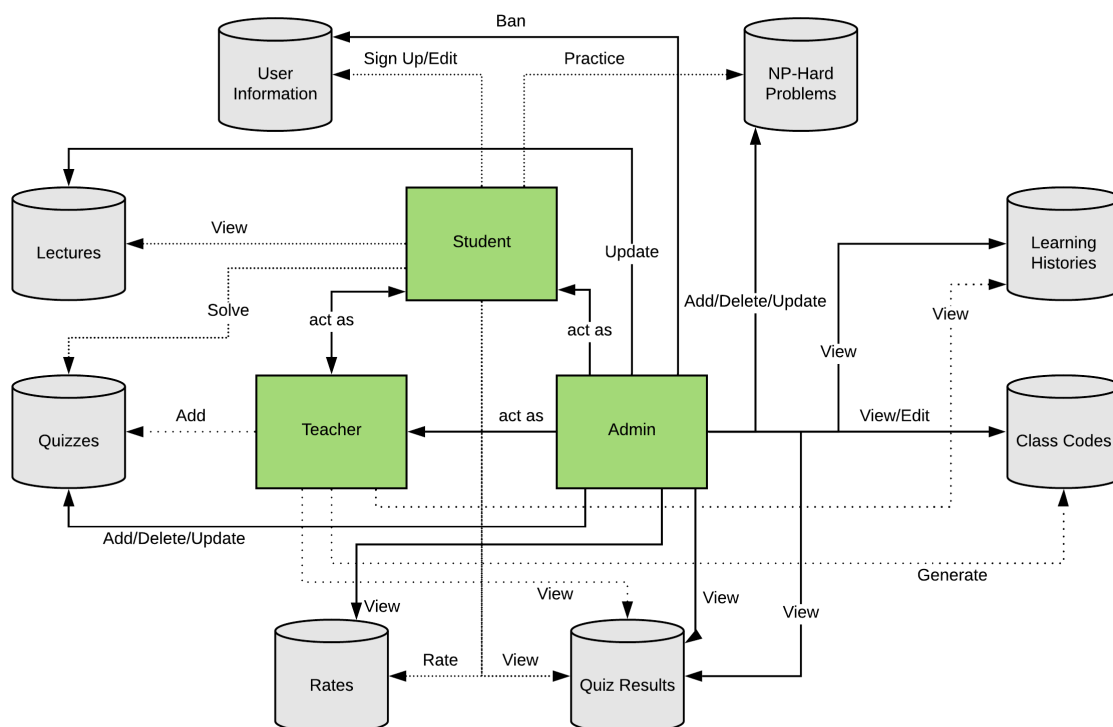 Ban
Sign Up/Edit
Practice
User
Information
NP-Hard
Problems
Lectures
View
Student
Update
Learning
Histories
Solve
act as
act as
Add/Delete/Update
View
View
Quizzes
Add
Teacher
act as
Admin
View/Edit
Class Codes
Add/Delete/Update
Generate
View
View
View
View
Rates
Rate
View
Quiz Results